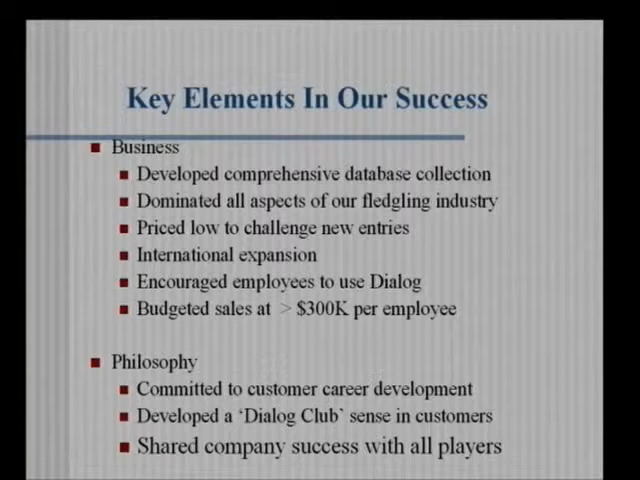 Key Elements In Our Success
Business
Developed comprehensive database collection
Dominated all aspects of our fledgling industry
Priced low to challenge new entries
International expansion
Encouraged employees to use Dialog
Budgeted sales at > $300K per employee
Philosophy
Committed to customer career development
Developed a ‘Dialog Club’ sense in customers
Shared company success with all players